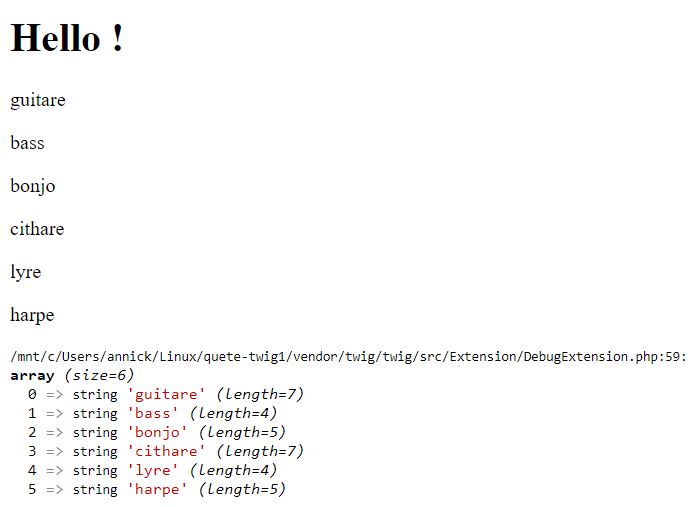 Hello !
guitare
bass
bonjo
cithare
lyre
harpe
/mnt/c/Users/annick/Linux/quete-twig1/vendor/twig/twig/src/Extension/DebugExtension.php:59:
array (size=6)
0 => string 'guitare' (length=7)
1 => string 'bass' (length=4)
2 => string 'bonjo' (length=5)
3 => string 'cithare' (length=7)
4 => string 'lyre' (length=4)
5 => string 'harpe' (length=5)